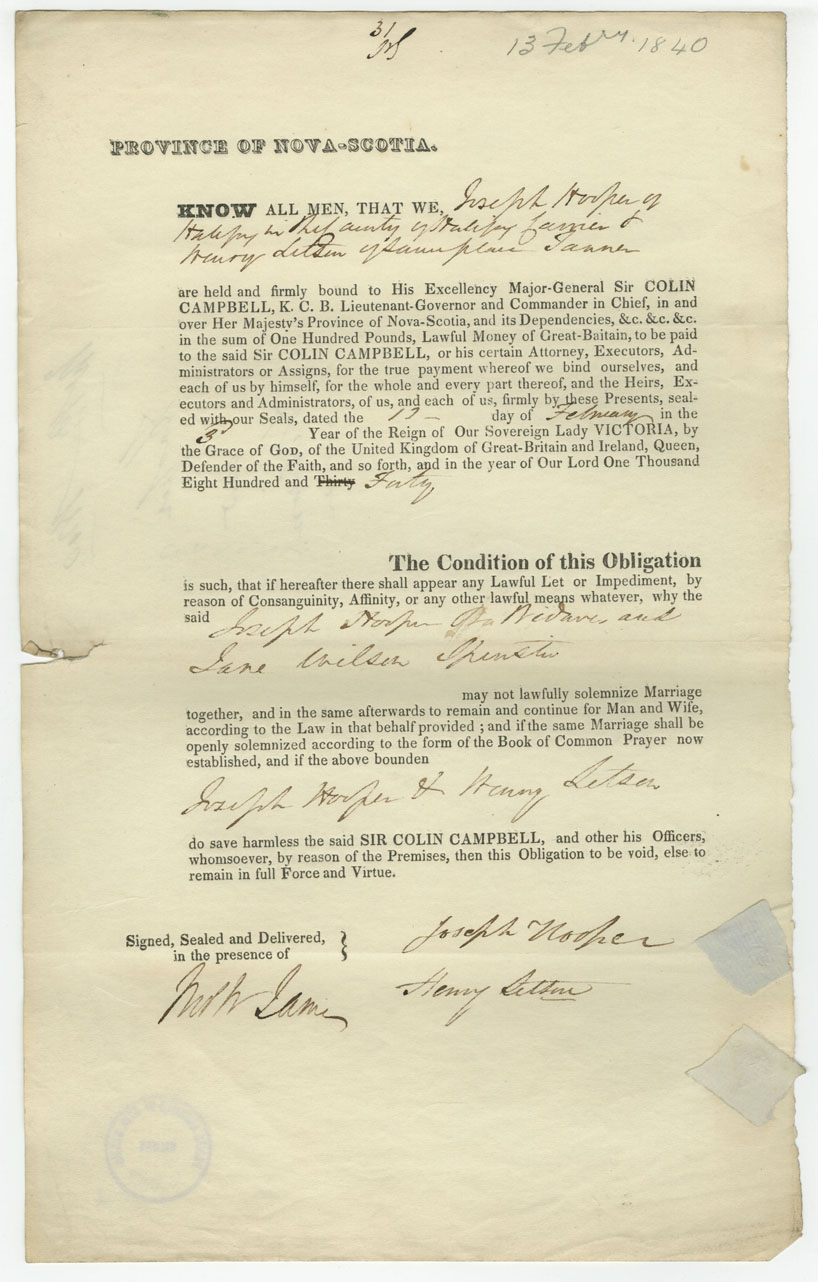 13 Feby. 1840
PROVINCE OF NOVA-SCOTIA.
KNOW ALL MEN, THAT WE, Joseph Hooper of
Halifax in the County of Halifax Currier &
Henry Letson of same place Tanner
are held and firmly bound to His Excellency Major-General Sir COLIN
CAMPBELL, K. C. B. Lieutenant-Governor and Commander in Chief, in and
over Her Majesty's Province of Nova-Scotia, and its Dependencies, &c. &c. &c.
in the sum of One Hundred Pounds, Lawful Money of Great-Baitain, to be paid
to the said Sir COLIN CAMPBELL, or his certain Attorney, Executors, Ad-
ministrators or Assigns, for the true payment whereof we bind ourselves, and
each of us by himself, for the whole and every part thereof, and the Heirs, Ex-
ecutors and Administrators, of us, and each of us, firmly by these Presents, seal-
ed with our Seals, dated the 13 day of February in the
3d Year of the Reign of Our Sovereign Lady VICTORIA, by
the Grace of GOD, of the United Kingdom of Great-Britain and Ireland, Queen,
Defender of the Faith, and so forth, and in the year of Our Lord One Thousand
Eight Hundred and Thirty Forty
The Condition of this Obligation
is such, that if hereafter there shall appear any Lawful Let or Impediment, by
reason of Consanguinity, Affinity, or any other lawful means whatever, why the
said Joseph Hooper a Widower and
Jane Wilson Spinster
may not lawfully solemnize Marriage
together, and in the same afterwards to remain and continue for Man and Wife,
according to the Law in that behalf provided ; and if the same Marriage shall be
openly solemnized according to the form of the Book of Common Prayer now
established, and if the above bounden
Joseph Hooper & Henry Letson
do save harmless the said SIR COLIN CAMPBELL, and other his Officers,
whomsoever, by reason of the Premises, then this Obligation to be void, else to
remain in full Force and Virtue.
Signed, Sealed and Delivered,
in the presence of
Joseph Hooper
Henry Letson